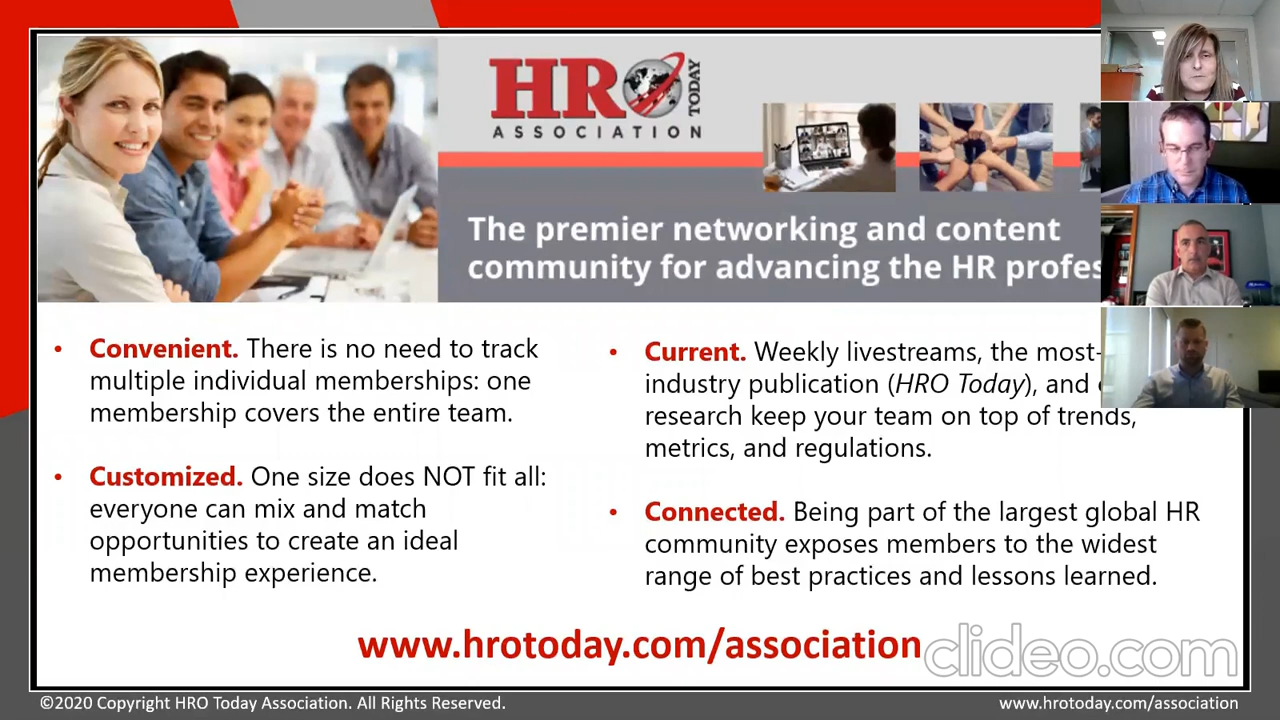 HRO TODAY
ASSOCIATION
The premier networking and content
community for advancing the HR
• Convenient. There is no need to track
multiple individual memberships: one
membership covers the entire team.
• Customized. One size does NOT fit all:
everyone can mix and match
opportunities to create an ideal
membership experience.
• Current. Weekly livestreams, the most-
industry publication (HRO Today), and
research keep your team on top of trends,
metrics, and regulations.
• Connected. Being part of the largest global HR
community exposes members to the widest
range of best practices and lessons learned.
www.hrotoday.com/association
clideo.com
©2020 Copyright HRO Today Association. All Rights Reserved.
www.hrotoday.com/association